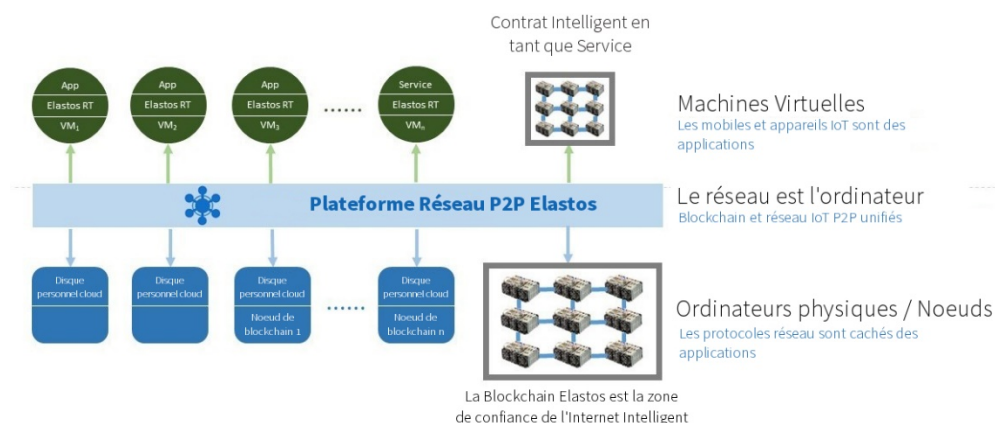 Contrat Intelligent en
tant que Service
App
Elastos RT
VM₁
App
Elastos RT
VM₂
App
Elastos RT
VM₃
......
Service
Elastos RT
VMₙ
Machines Virtuelles
Les mobiles et appareils IoT sont des
applications
Plateforme Réseau P2P Elastos
Le réseau est l'ordinateur
Blockchain et réseau IoT P2P unifiés
Disque
personnel cloud
Disque
personnel cloud
Disque
personnel cloud
Noeud de
blockchain 1
......
Disque
personnel cloud
Noeud de
blockchain n
Ordinateurs physiques / Noeuds
Les protocoles réseau sont cachés des
applications
La Blockchain Elastos est la zone
de confiance de l'Internet Intelligent